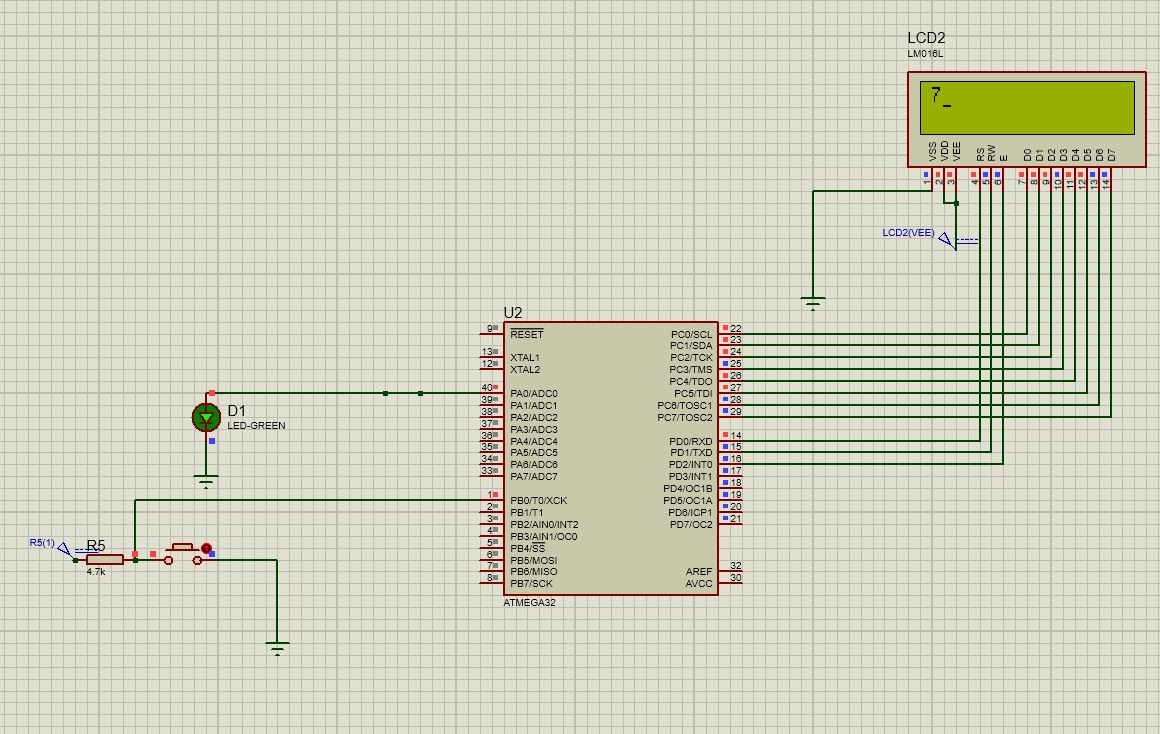 LCD2
LM016L
7_
VSS
VDD
VEE
RS
RW
E
D0
D1
D2
D3
D4
D5
D6
D7
1
2
3
4
5
6
7
8
9
10
11
12
13
14
LCD2(VEE)
U2
9 RESET
13 XTAL1
12 XTAL2
40 PA0/ADC0
39 PA1/ADC1
38 PA2/ADC2
37 PA3/ADC3
36 PA4/ADC4
35 PA5/ADC5
34 PA6/ADC6
33 PA7/ADC7
1 PB0/T0/XCK
2 PB1/T1
3 PB2/AIN0/INT2
4 PB3/AIN1/OC0
5 PB4/SS
6 PB5/MOSI
7 PB6/MISO
8 PB7/SCK
PC0/SCL 22
PC1/SDA 23
PC2/TCK 24
PC3/TMS 25
PC4/TDO 26
PC5/TDI 27
PC6/TOSC1 28
PC7/TOSC2 29
PD0/RXD 14
PD1/TXD 15
PD2/INT0 16
PD3/INT1 17
PD4/OC1B 18
PD5/OC1A 19
PD6/ICP1 20
PD7/OC2 21
AREF 32
AVCC 30
ATMEGA32
D1
LED-GREEN
R5(1)
R5
4.7k